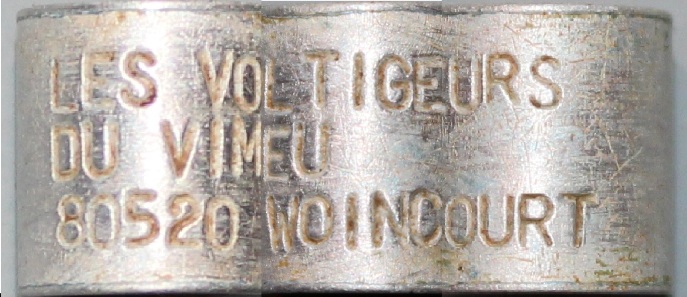 LES VOLTIGEURS
DU VIMEU
80520 WOINCOURT